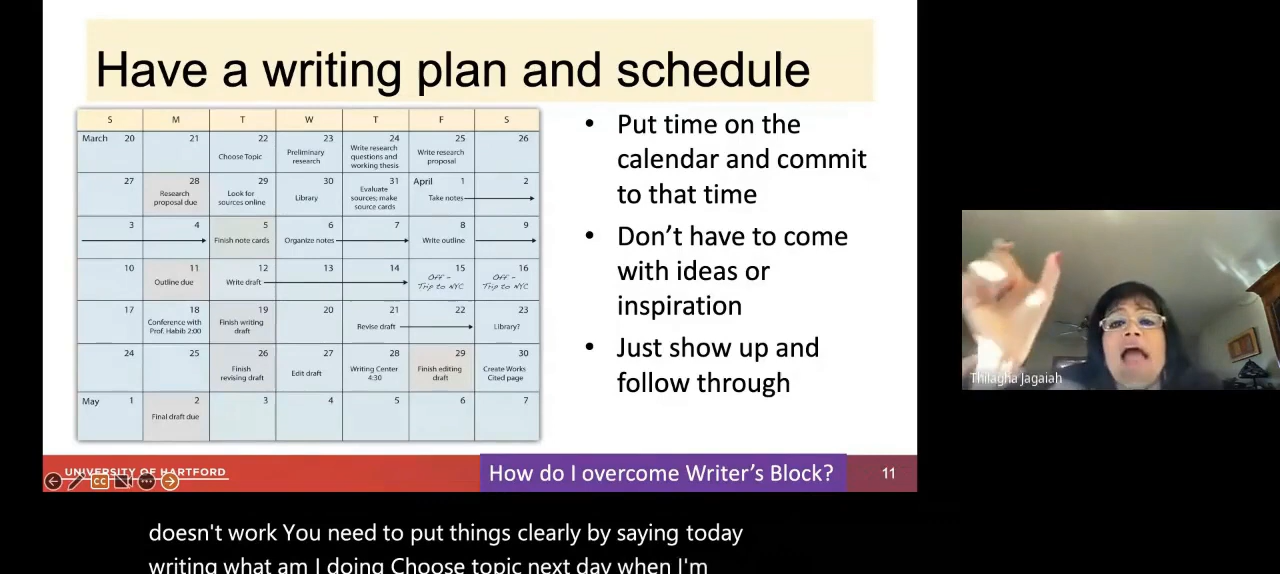 Have a writing plan and schedule
S M T W T F S
March 20 21 22 23 24 25 26
Choose Topic
Preliminary
research
Write research
questions and
working thesis
Write research
proposal
27 28 29 30 31 April 1 2
Research
proposal due
Look for
sources online
Library
Evaluate
sources; make
source cards
Take notes
3 4 5 6 7 8 9
Finish note cards
Organize notes
Write outline
10 11 12 13 14 15 16
Outline due
Write draft
Off -
Trip to NYC
Off -
Trip to NYC
17 18 19 20 21 22 23
Conference with
Prof. Habib 2:00
Finish writing
draft
Revise draft
Library?
24 25 26 27 28 29 30
Finish
revising draft
Edit draft
Writing Center
4:30
Finish editing
draft
Create Works
Cited page
May 1 2 3 4 5 6 7
Final draft due
• Put time on the
calendar and commit
to that time
• Don’t have to come
with ideas or
inspiration
• Just show up and
follow through
Thilagha Jagaiah
UNIVERSITY OF HARTFORD
CC
How do I overcome Writer’s Block?
11
doesn't work You need to put things clearly by saying today
writing what am I doing Choose topic next day when I'm